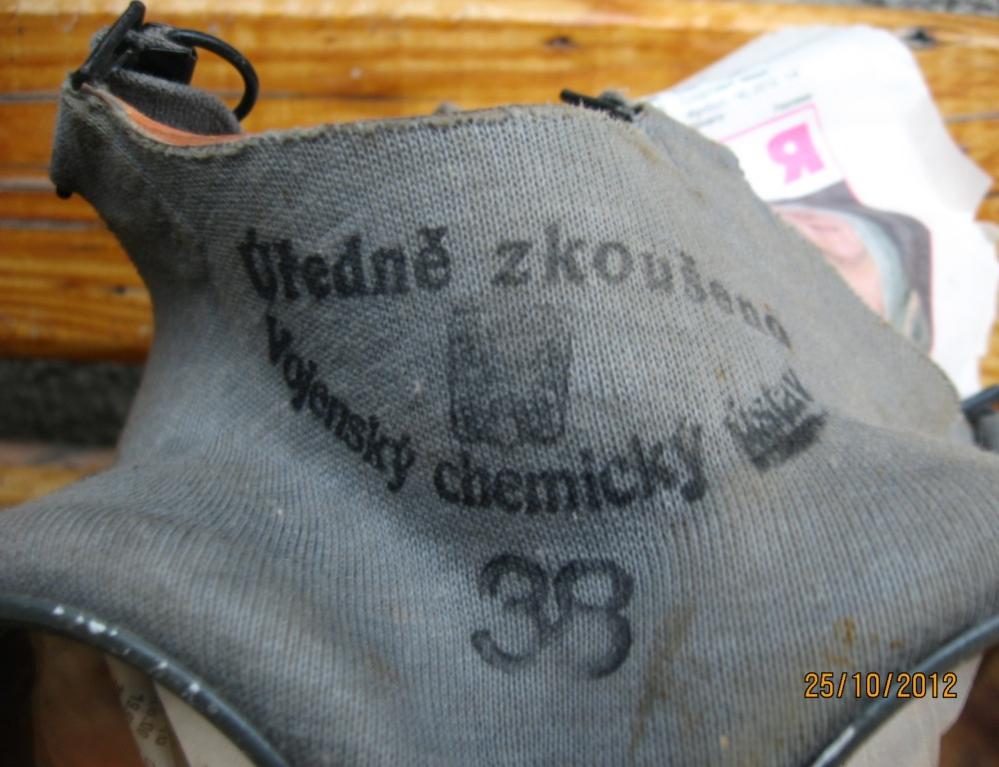 Úředně zkoušeno
Vojenský chemický Ústav
38
R
25/10/2012